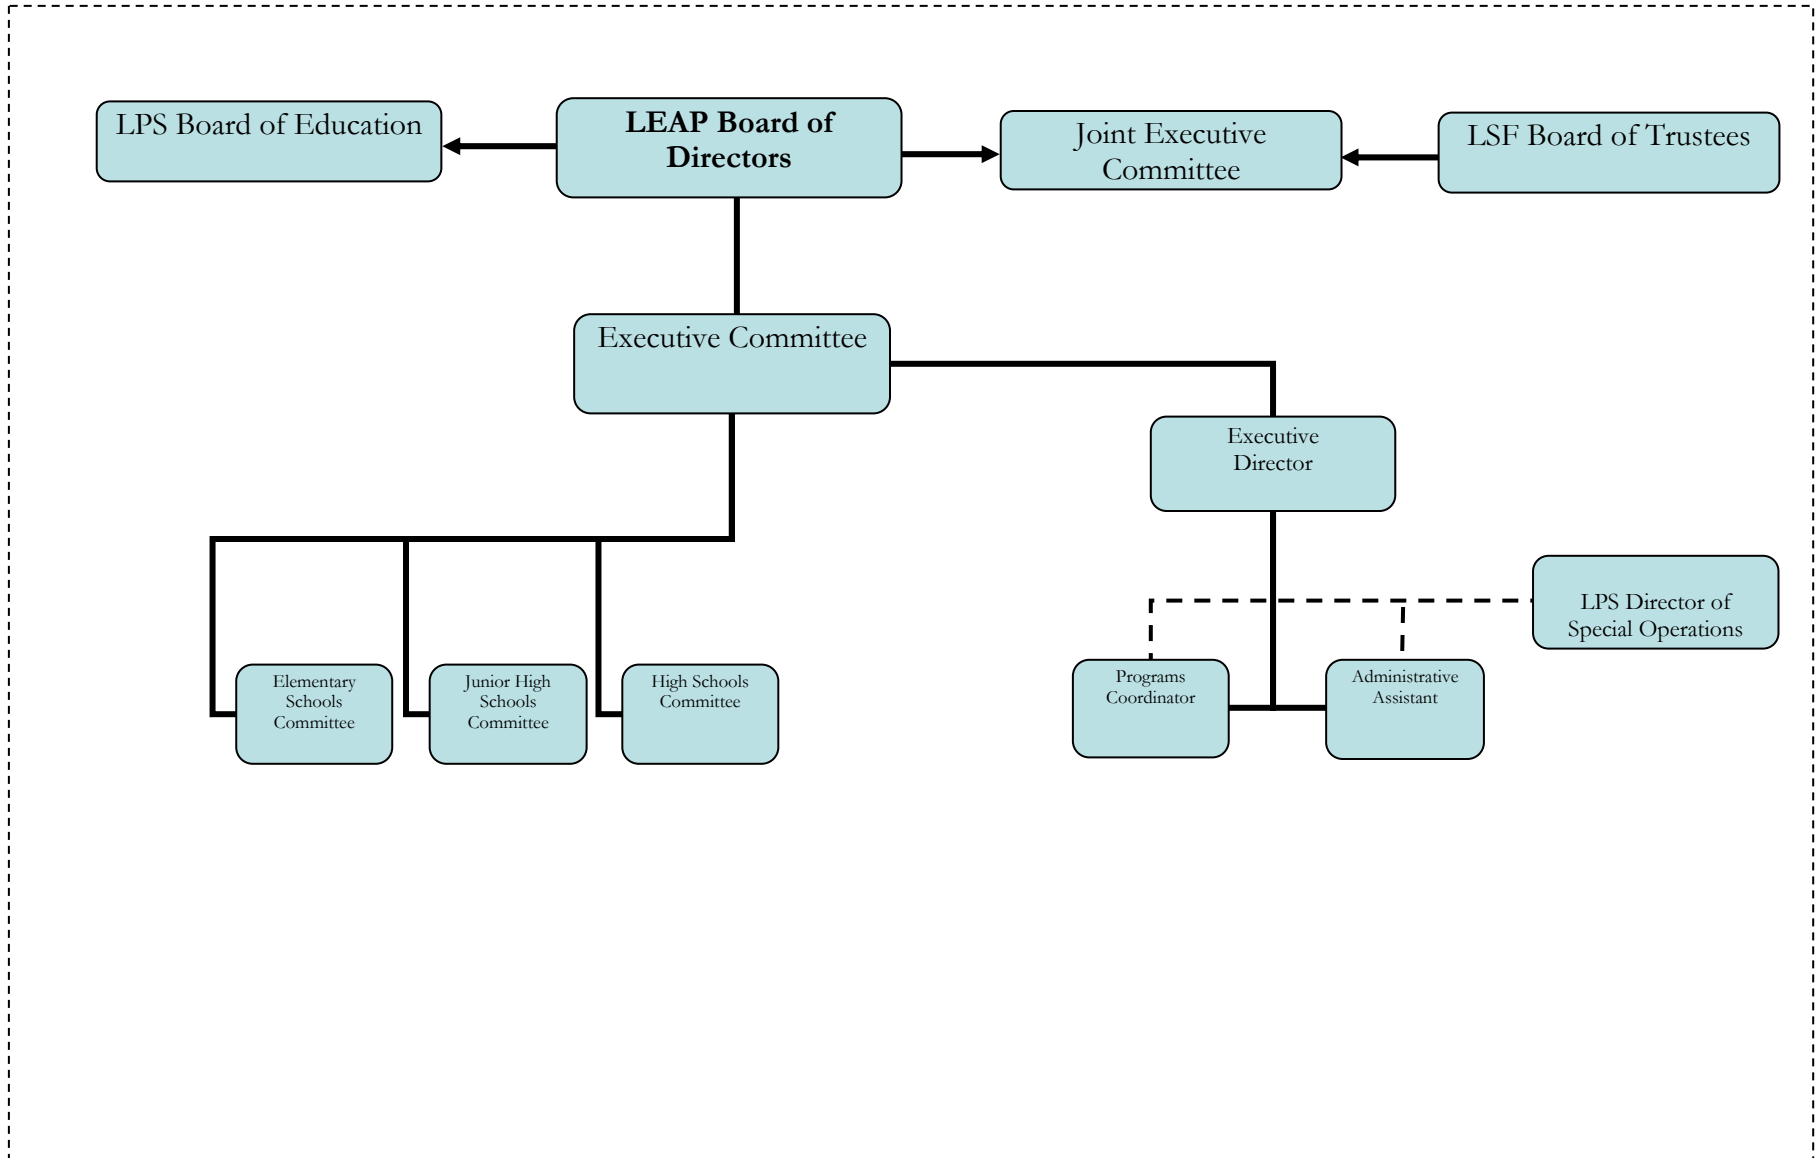 LPS Board of Education
LEAP Board of
Directors
Joint Executive
Committee
LSF Board of Trustees
Executive Committee
Executive
Director
LPS Director of
Special Operations
Elementary
Schools
Committee
Junior High
Schools
Committee
High Schools
Committee
Programs
Coordinator
Administrative
Assistant